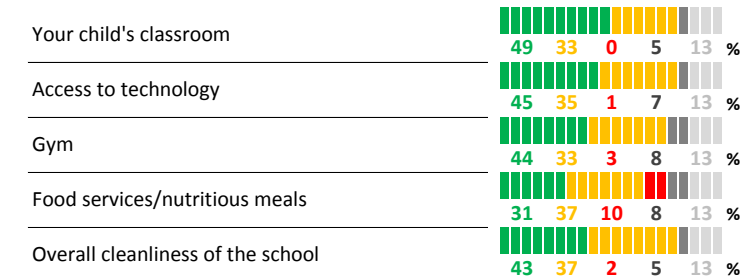 Your child's classroom
49 33 0 5 13 %
Access to technology
45 35 1 7 13 %
Gym
44 33 3 8 13 %
Food services/nutritious meals
31 37 10 8 13 %
Overall cleanliness of the school
43 37 2 5 13 %